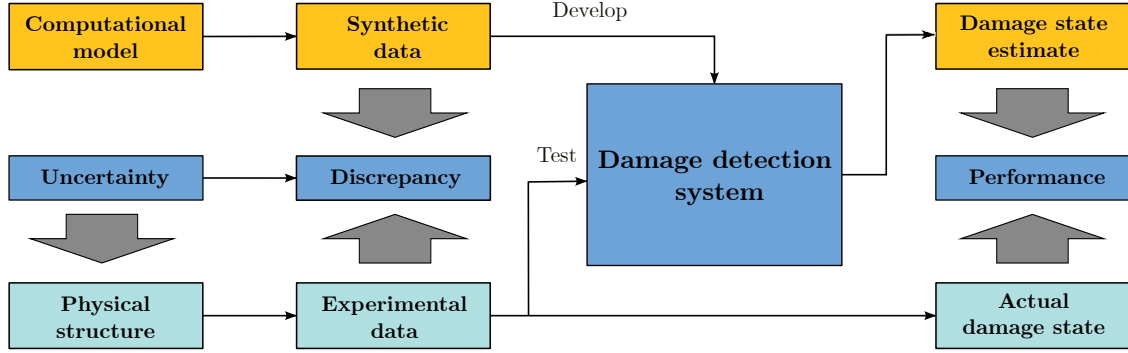 Computational
model
Synthetic
data
Develop
Damage state
estimate
Uncertainty
Discrepancy
Test
Damage detection
system
Performance
Physical
structure
Experimental
data
Actual
damage state